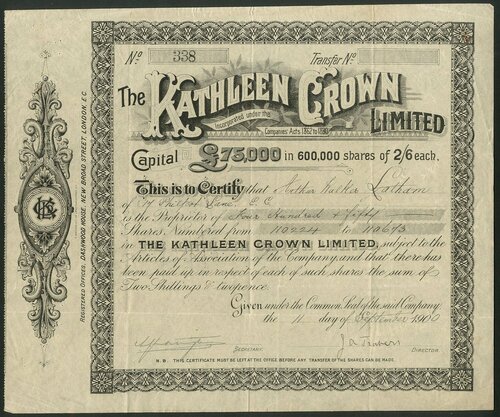 Nº 338 Transfer Nº
The KATHLEEN CROWN LIMITED
Incorporated under the Companies' Acts 1862 to 1890
Capital £75,000 in 600,000 shares of 2/6 each.
This is to Certify that Arthur Walker Latham
of 37 Philpot Lane, E.C.
is the Proprietor of Four Hundred & Fifty
Shares Numbered from 110224 to 110673
in THE KATHLEEN CROWN LIMITED, subject to the
Articles of Association of the Company, and that there has
been paid up in respect of each of such shares the sum of
Two Shillings & twopence.
Given under the Common Seal of the said Company
the 11 day of September 1900
SECRETARY. DIRECTOR
N.B. THIS CERTIFICATE MUST BE LEFT AT THE OFFICE BEFORE ANY TRANSFER OF THE SHARES CAN BE MADE.
REGISTERED OFFICES DASHWOOD HOUSE, NEW BROAD STREET, LONDON. E.C.